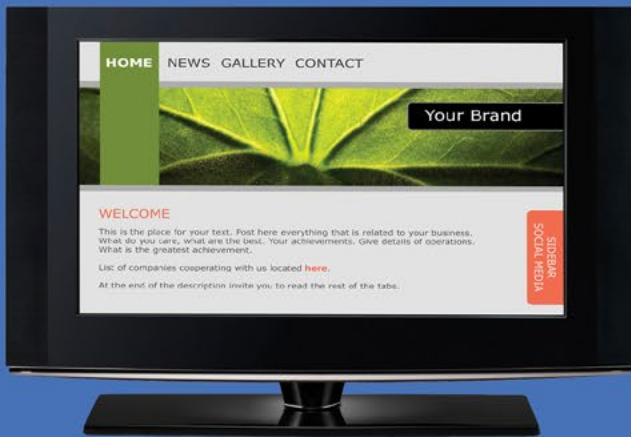 HOME NEWS GALLERY CONTACT
Your Brand
WELCOME
This is the place for your text. Post here everything that is related to your business.
What do you care, what are the best. Your achievements. Give details of operations.
What is the greatest achievement.
List of companies cooperating with us located here.
At the end of the description invite you to read the rest of the tabs.
SIDEBAR
SOCIAL MEDIA